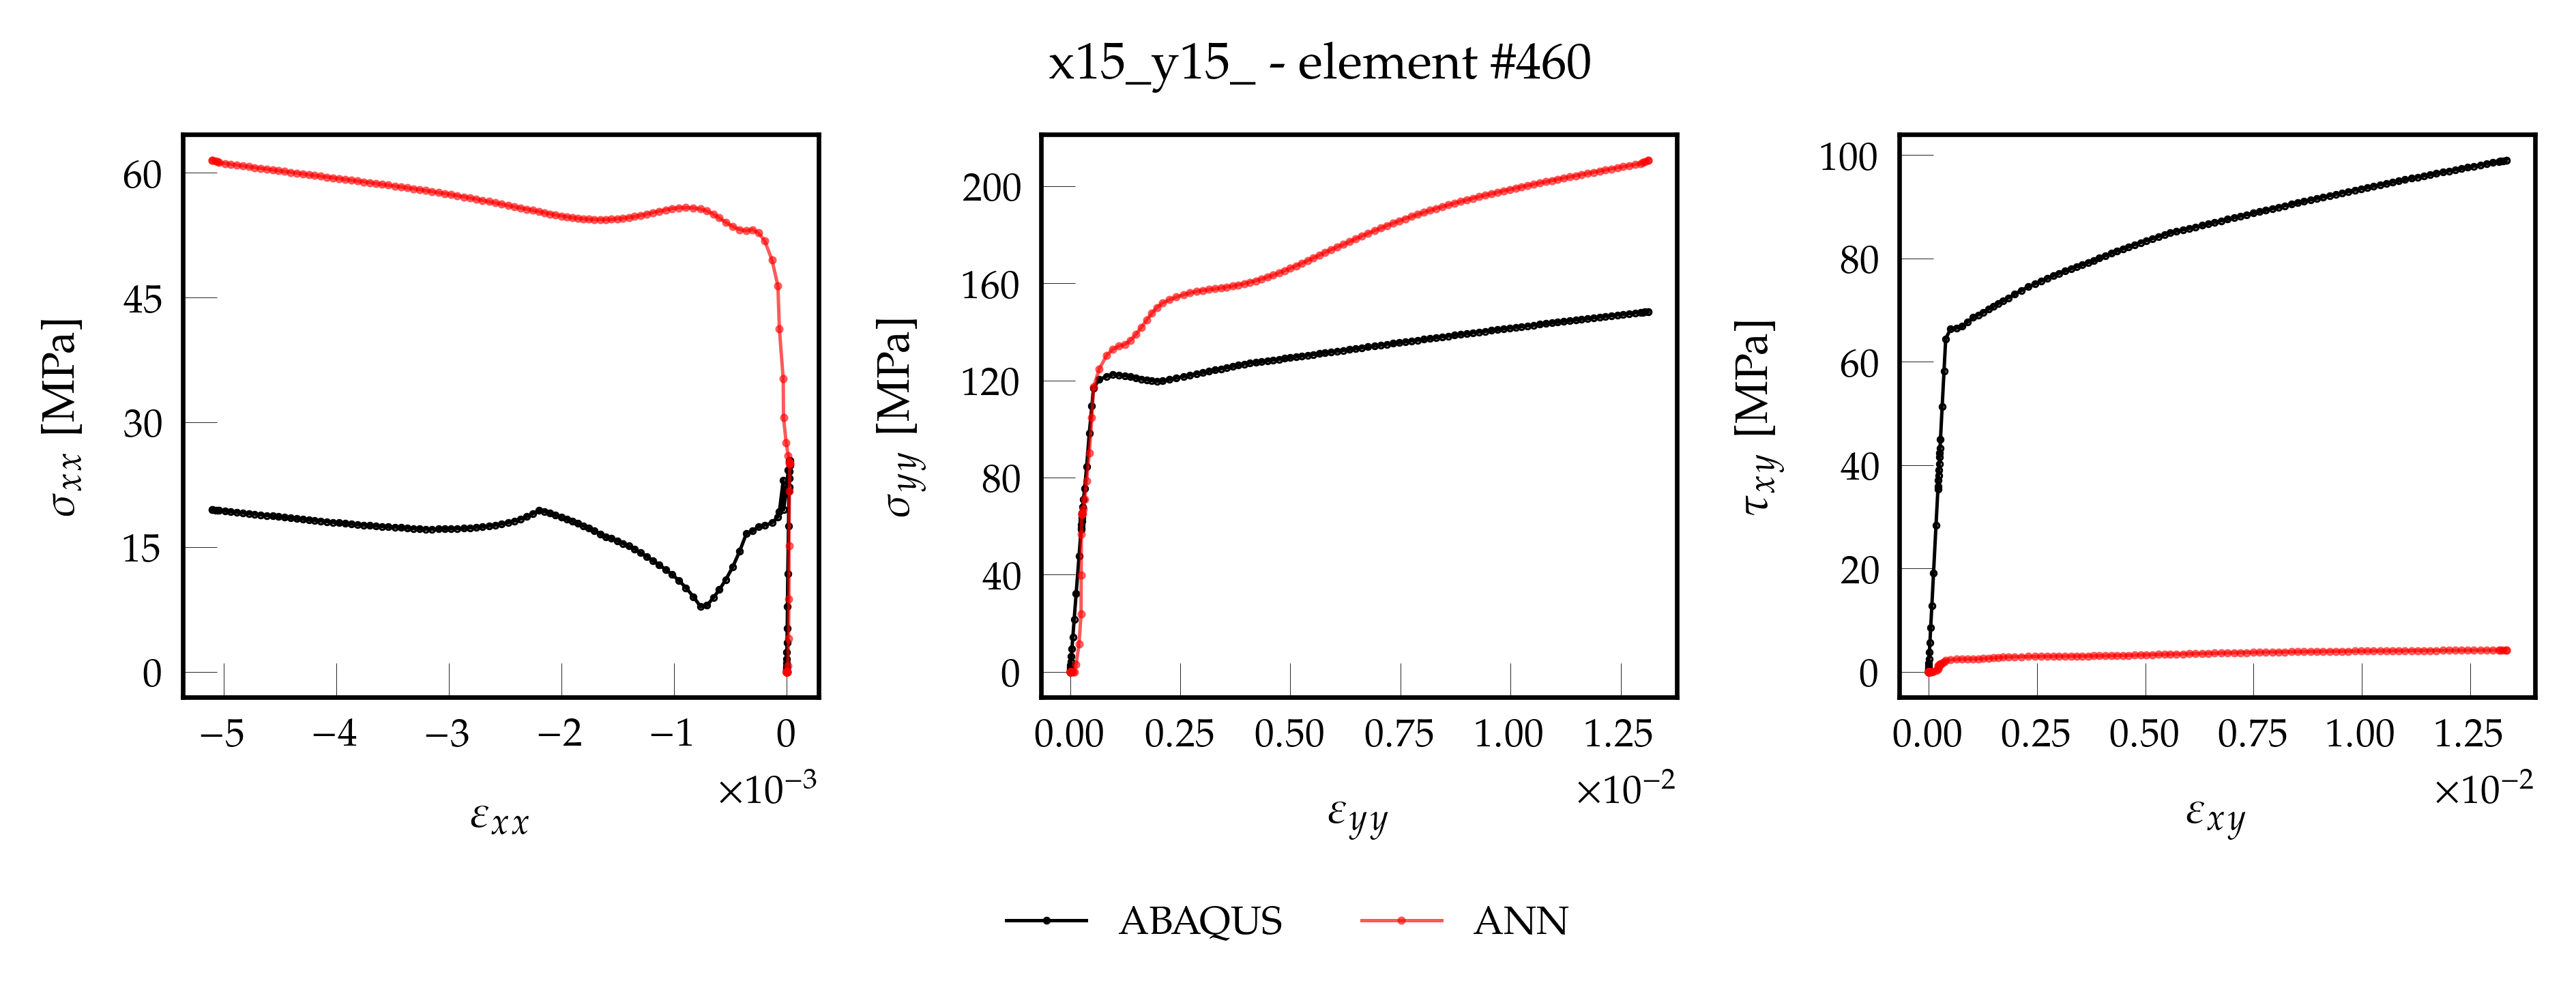 x15_y15_ - element #460
σxx [MPa]
60
45
30
15
0
−5 −4 −3 −2 −1 0
×10−3
εxx
σyy [MPa]
200
160
120
80
40
0
0.00 0.25 0.50 0.75 1.00 1.25
×10−2
εyy
τxy [MPa]
100
80
60
40
20
0
0.00 0.25 0.50 0.75 1.00 1.25
×10−2
εxy
ABAQUS ANN